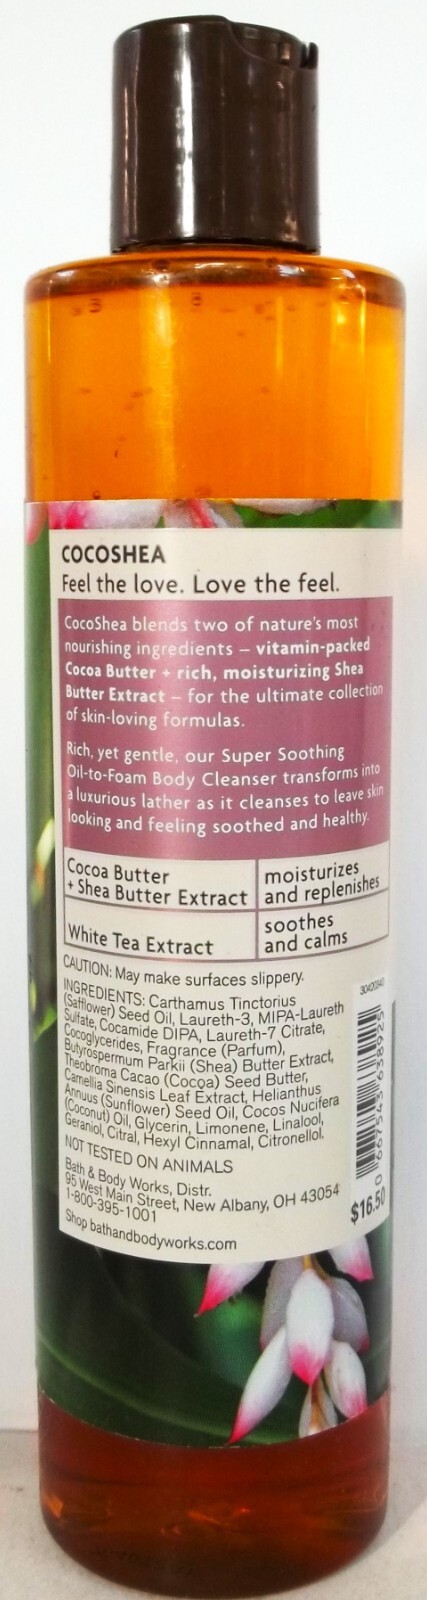 COCOSHEA
Feel the love. Love the feel.
CocoShea blends two of nature's most
nourishing ingredients – vitamin-packed
Cocoa Butter + rich, moisturizing Shea
Butter Extract – for the ultimate collection
of skin-loving formulas.
Rich, yet gentle, our Super Soothing
Oil-to-Foam Body Cleanser transforms into
a luxurious lather as it cleanses to leave skin
looking and feeling soothed and healthy.
Cocoa Butter
+ Shea Butter Extract
moisturizes
and replenishes
White Tea Extract
soothes
and calms
CAUTION: May make surfaces slippery.
INGREDIENTS: Carthamus Tinctorius
(Safflower) Seed Oil, Laureth-3, MIPA-Laureth
Sulfate, Cocamide DIPA, Laureth-7 Citrate,
Cocoglycerides, Fragrance (Parfum),
Butyrospermum Parkii (Shea) Butter Extract,
Theobroma Cacao (Cocoa) Seed Butter,
Camellia Sinensis Leaf Extract, Helianthus
Annuus (Sunflower) Seed Oil, Cocos Nucifera
(Coconut) Oil, Glycerin, Limonene, Linalool,
Geraniol, Citral, Hexyl Cinnamal, Citronellol.
NOT TESTED ON ANIMALS
Bath & Body Works, Distr.
95 West Main Street, New Albany, OH 43054
1-800-395-1001
Shop bathandbodyworks.com
$16.50